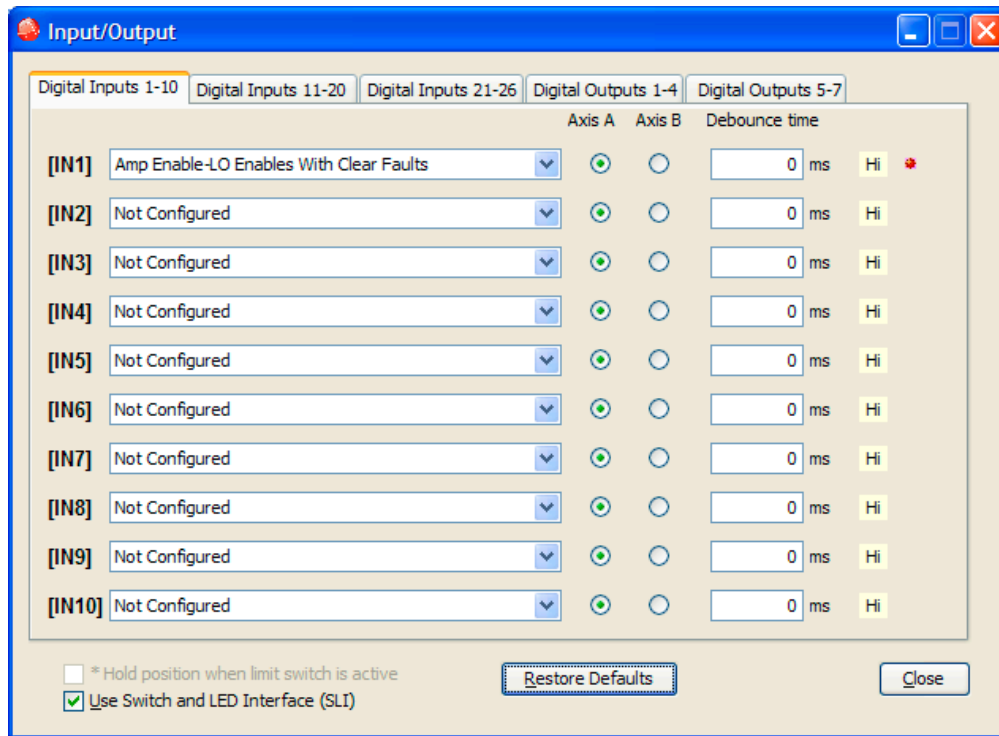 Input/Output
Digital Inputs 1-10 Digital Inputs 11-20 Digital Inputs 21-26 Digital Outputs 1-4 Digital Outputs 5-7
Axis A Axis B Debounce time
[IN1] Amp Enable-LO Enables With Clear Faults 0 ms Hi
[IN2] Not Configured 0 ms Hi
[IN3] Not Configured 0 ms Hi
[IN4] Not Configured 0 ms Hi
[IN5] Not Configured 0 ms Hi
[IN6] Not Configured 0 ms Hi
[IN7] Not Configured 0 ms Hi
[IN8] Not Configured 0 ms Hi
[IN9] Not Configured 0 ms Hi
[IN10] Not Configured 0 ms Hi
* Hold position when limit switch is active
Restore Defaults Close
Use Switch and LED Interface (SLI)